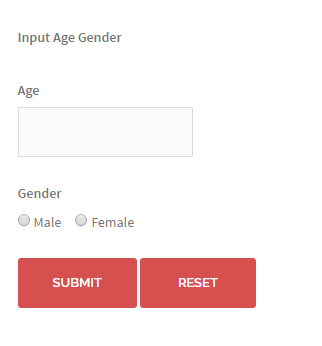 Input Age Gender
Age
Gender
Male Female
SUBMIT RESET